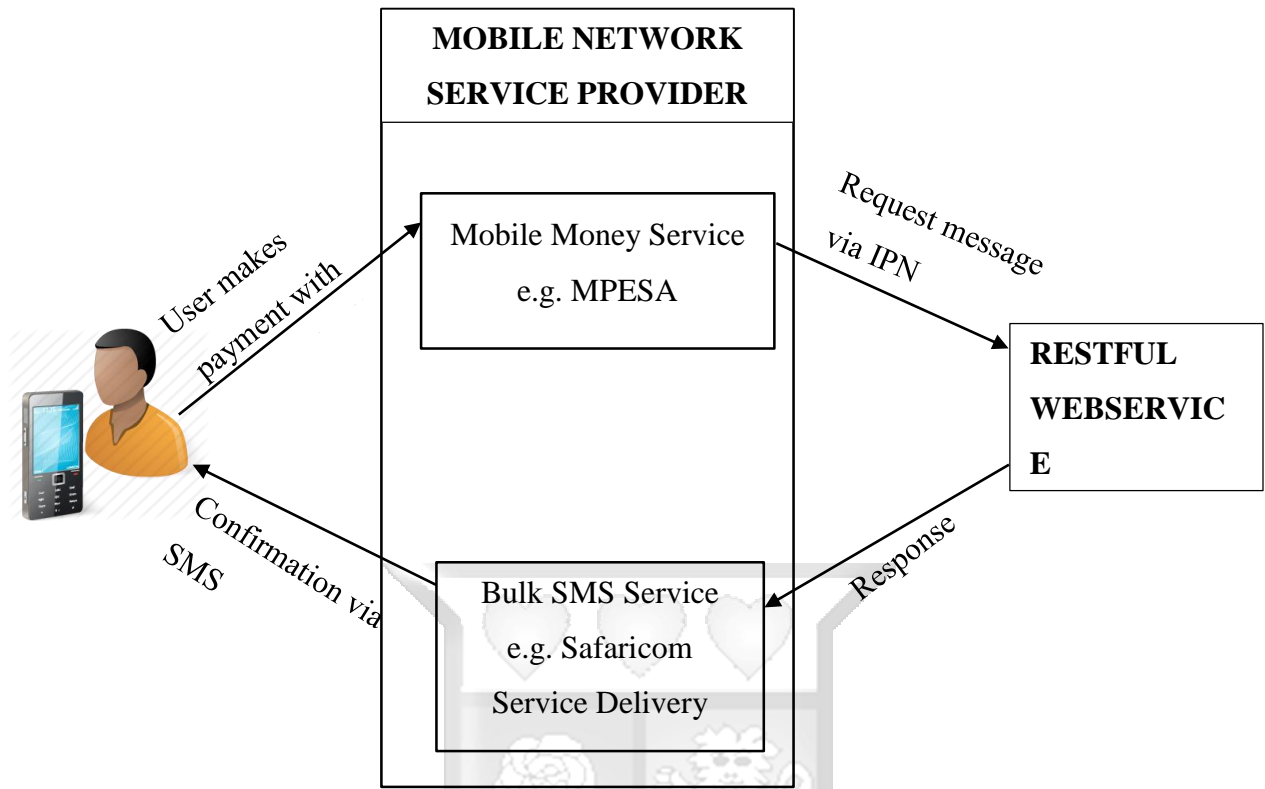 MOBILE NETWORK
SERVICE PROVIDER
Mobile Money Service
e.g. MPESA
User makes
payment with
Request message
via IPN
RESTFUL
WEBSERVIC
E
Response
Bulk SMS Service
e.g. Safaricom
Service Delivery
Confirmation via
SMS